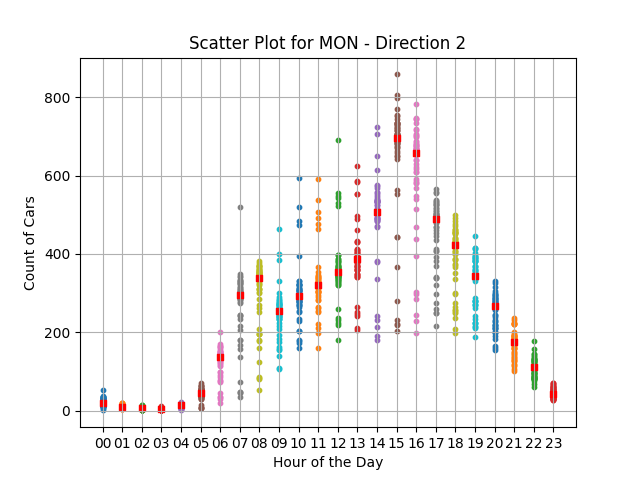 Scatter Plot for MON - Direction 2
800
600
400
200
0
Count of Cars
00 01 02 03 04 05 06 07 08 09 10 11 12 13 14 15 16 17 18 19 20 21 22 23
Hour of the Day